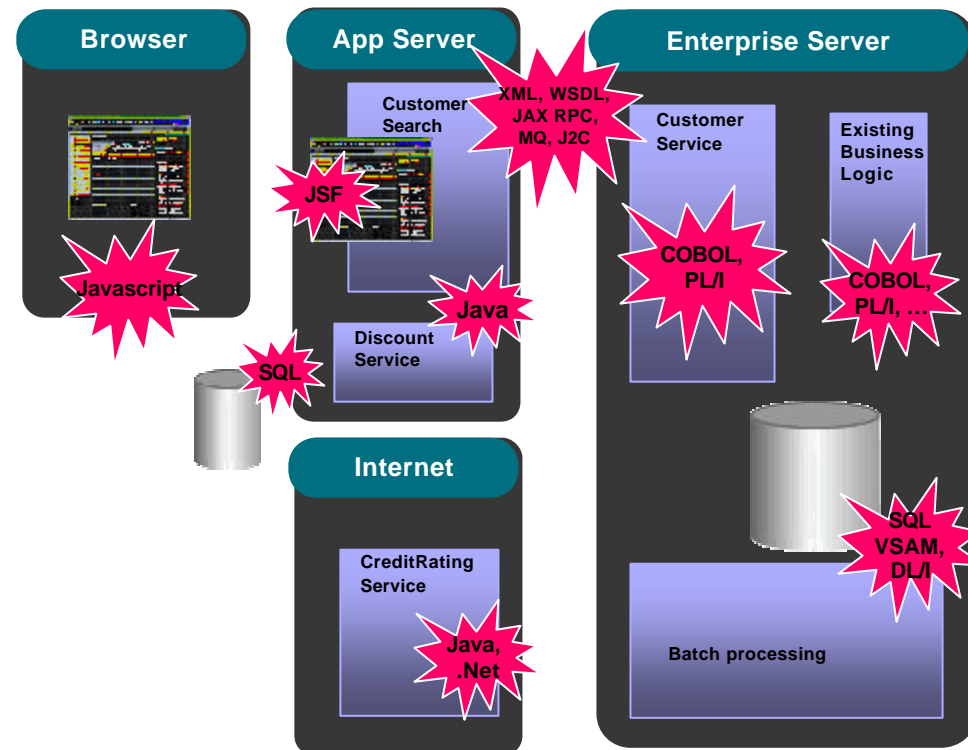 Browser
Javascript
App Server
Customer
Search
JSF
Java
Discount
Service
SQL
XML, WSDL,
JAX RPC,
MQ, J2C
Internet
CreditRating
Service
Java,
.Net
Enterprise Server
Customer
Service
COBOL,
PL/I
Existing
Business
Logic
COBOL,
PL/I, …
SQL
VSAM,
DL/I
Batch processing